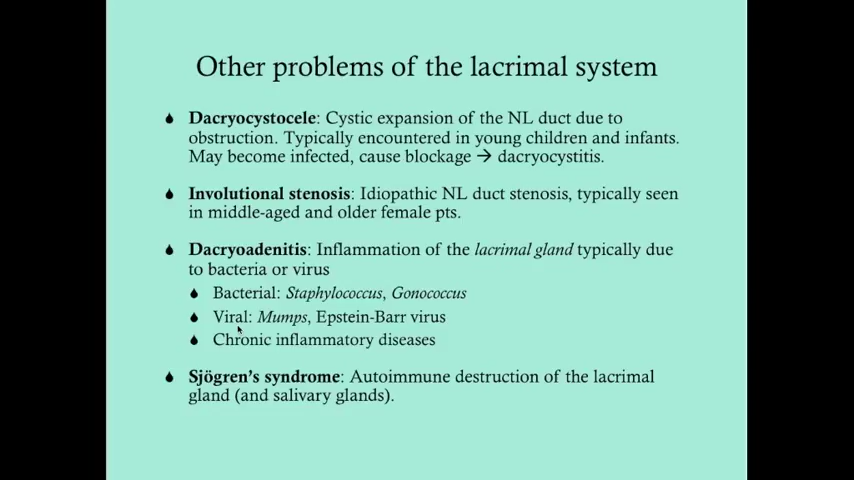 Other problems of the lacrimal system
Dacryocystocele: Cystic expansion of the NL duct due to
obstruction. Typically encountered in young children and infants.
May become infected, cause blockage → dacryocystitis.
Involutional stenosis: Idiopathic NL duct stenosis, typically seen
in middle-aged and older female pts.
Dacryoadenitis: Inflammation of the lacrimal gland typically due
to bacteria or virus
Bacterial: Staphylococcus, Gonococcus
Viral: Mumps, Epstein-Barr virus
Chronic inflammatory diseases
Sjögren's syndrome: Autoimmune destruction of the lacrimal
gland (and salivary glands).